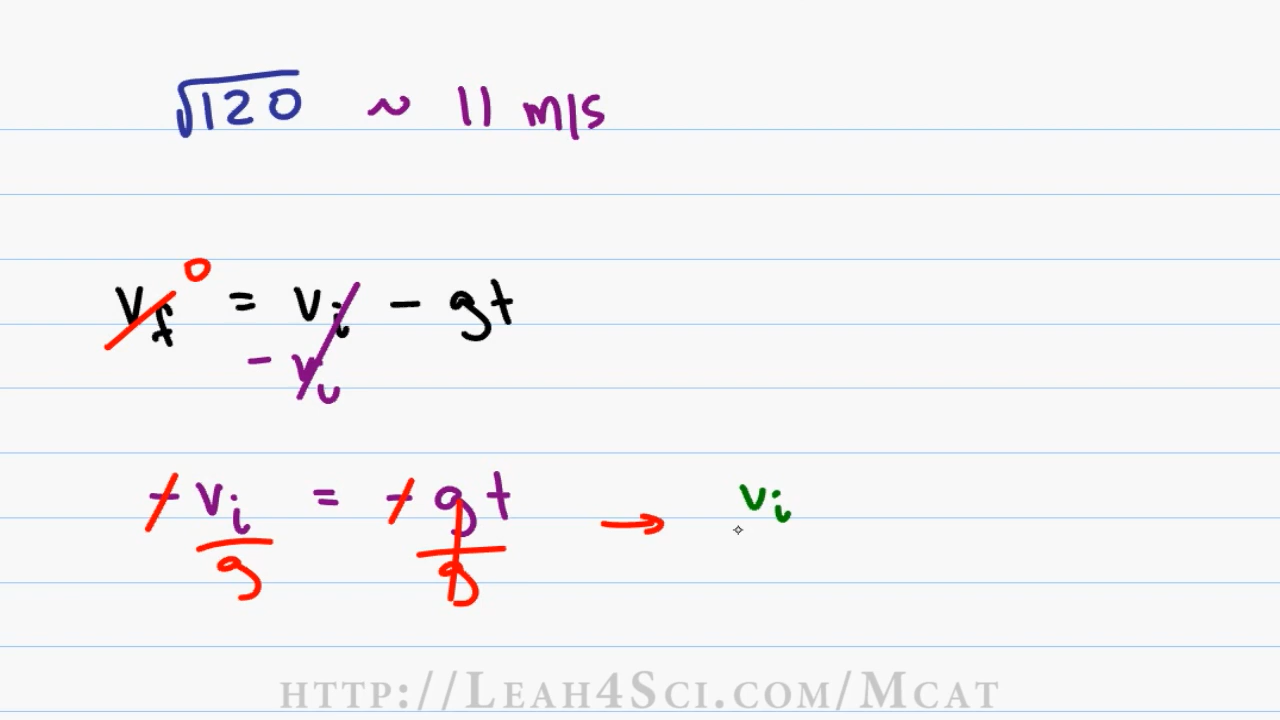 √120 ~ 11 m/s
vf 0 = vi - gt
- vi
- vi = - gt → vi
g g
HTTP://LEAH4SCI.COM/MCAT